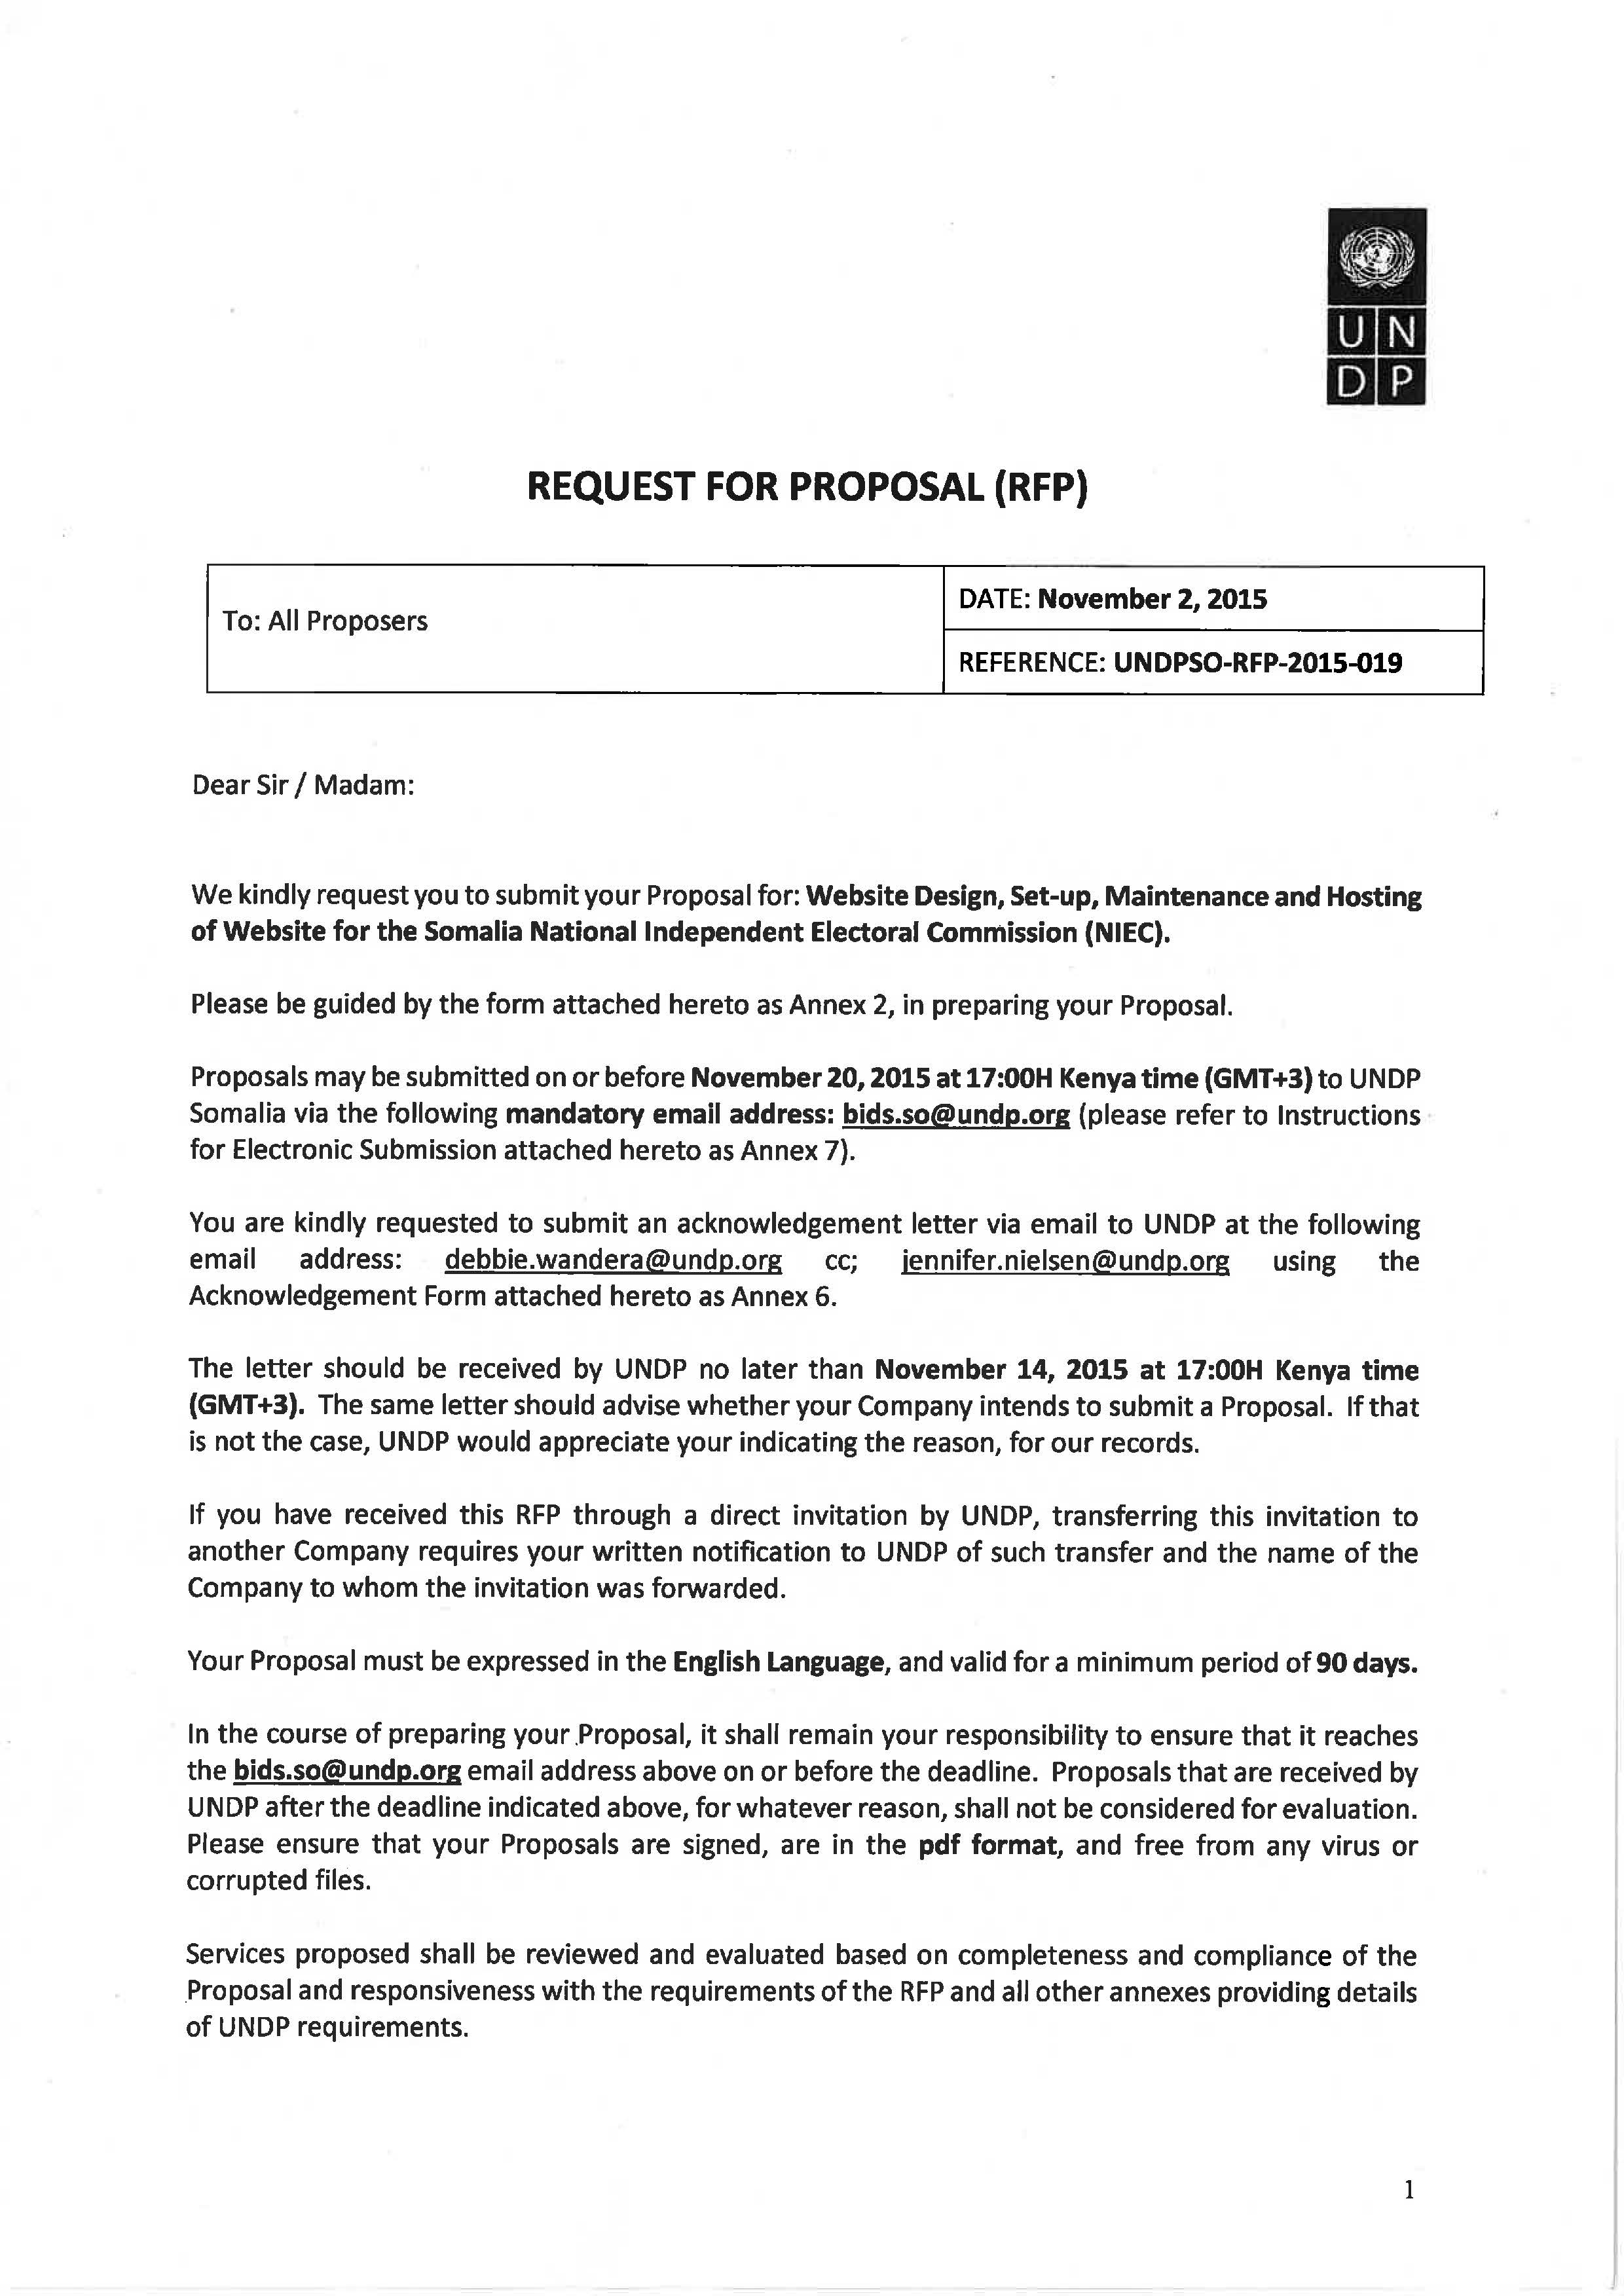 U N
D P
REQUEST FOR PROPOSAL (RFP)
To: All Proposers
DATE: November 2, 2015
REFERENCE: UNDPSO-RFP-2015-019
Dear Sir / Madam:
We kindly request you to submit your Proposal for: Website Design, Set-up, Maintenance and Hosting
of Website for the Somalia National Independent Electoral Commission (NIEC).
Please be guided by the form attached hereto as Annex 2, in preparing your Proposal.
Proposals may be submitted on or before November 20, 2015 at 17:00H Kenya time (GMT+3) to UNDP
Somalia via the following mandatory email address: bids.so@undp.org (please refer to Instructions
for Electronic Submission attached hereto as Annex 7).
You are kindly requested to submit an acknowledgement letter via email to UNDP at the following
email address: debbie.wandera@undp.org cc; jennifer.nielsen@undp.org using the
Acknowledgement Form attached hereto as Annex 6.
The letter should be received by UNDP no later than November 14, 2015 at 17:00H Kenya time
(GMT+3). The same letter should advise whether your Company intends to submit a Proposal. If that
is not the case, UNDP would appreciate your indicating the reason, for our records.
If you have received this RFP through a direct invitation by UNDP, transferring this invitation to
another Company requires your written notification to UNDP of such transfer and the name of the
Company to whom the invitation was forwarded.
Your Proposal must be expressed in the English Language, and valid for a minimum period of 90 days.
In the course of preparing your Proposal, it shall remain your responsibility to ensure that it reaches
the bids.so@undp.org email address above on or before the deadline. Proposals that are received by
UNDP after the deadline indicated above, for whatever reason, shall not be considered for evaluation.
Please ensure that your Proposals are signed, are in the pdf format, and free from any virus or
corrupted files.
Services proposed shall be reviewed and evaluated based on completeness and compliance of the
Proposal and responsiveness with the requirements of the RFP and all other annexes providing details
of UNDP requirements.
1